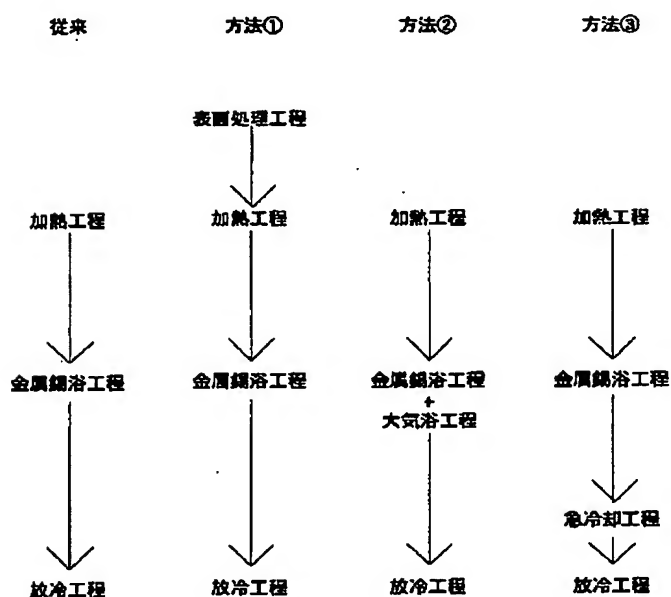 従来 方法① 方法② 方法③
表面処理工程
加熱工程 加熱工程 加熱工程 加熱工程
金属錫浴工程 金属錫浴工程 金属錫浴工程 金属錫浴工程
+
大気浴工程
急冷却工程
放冷工程 放冷工程 放冷工程 放冷工程